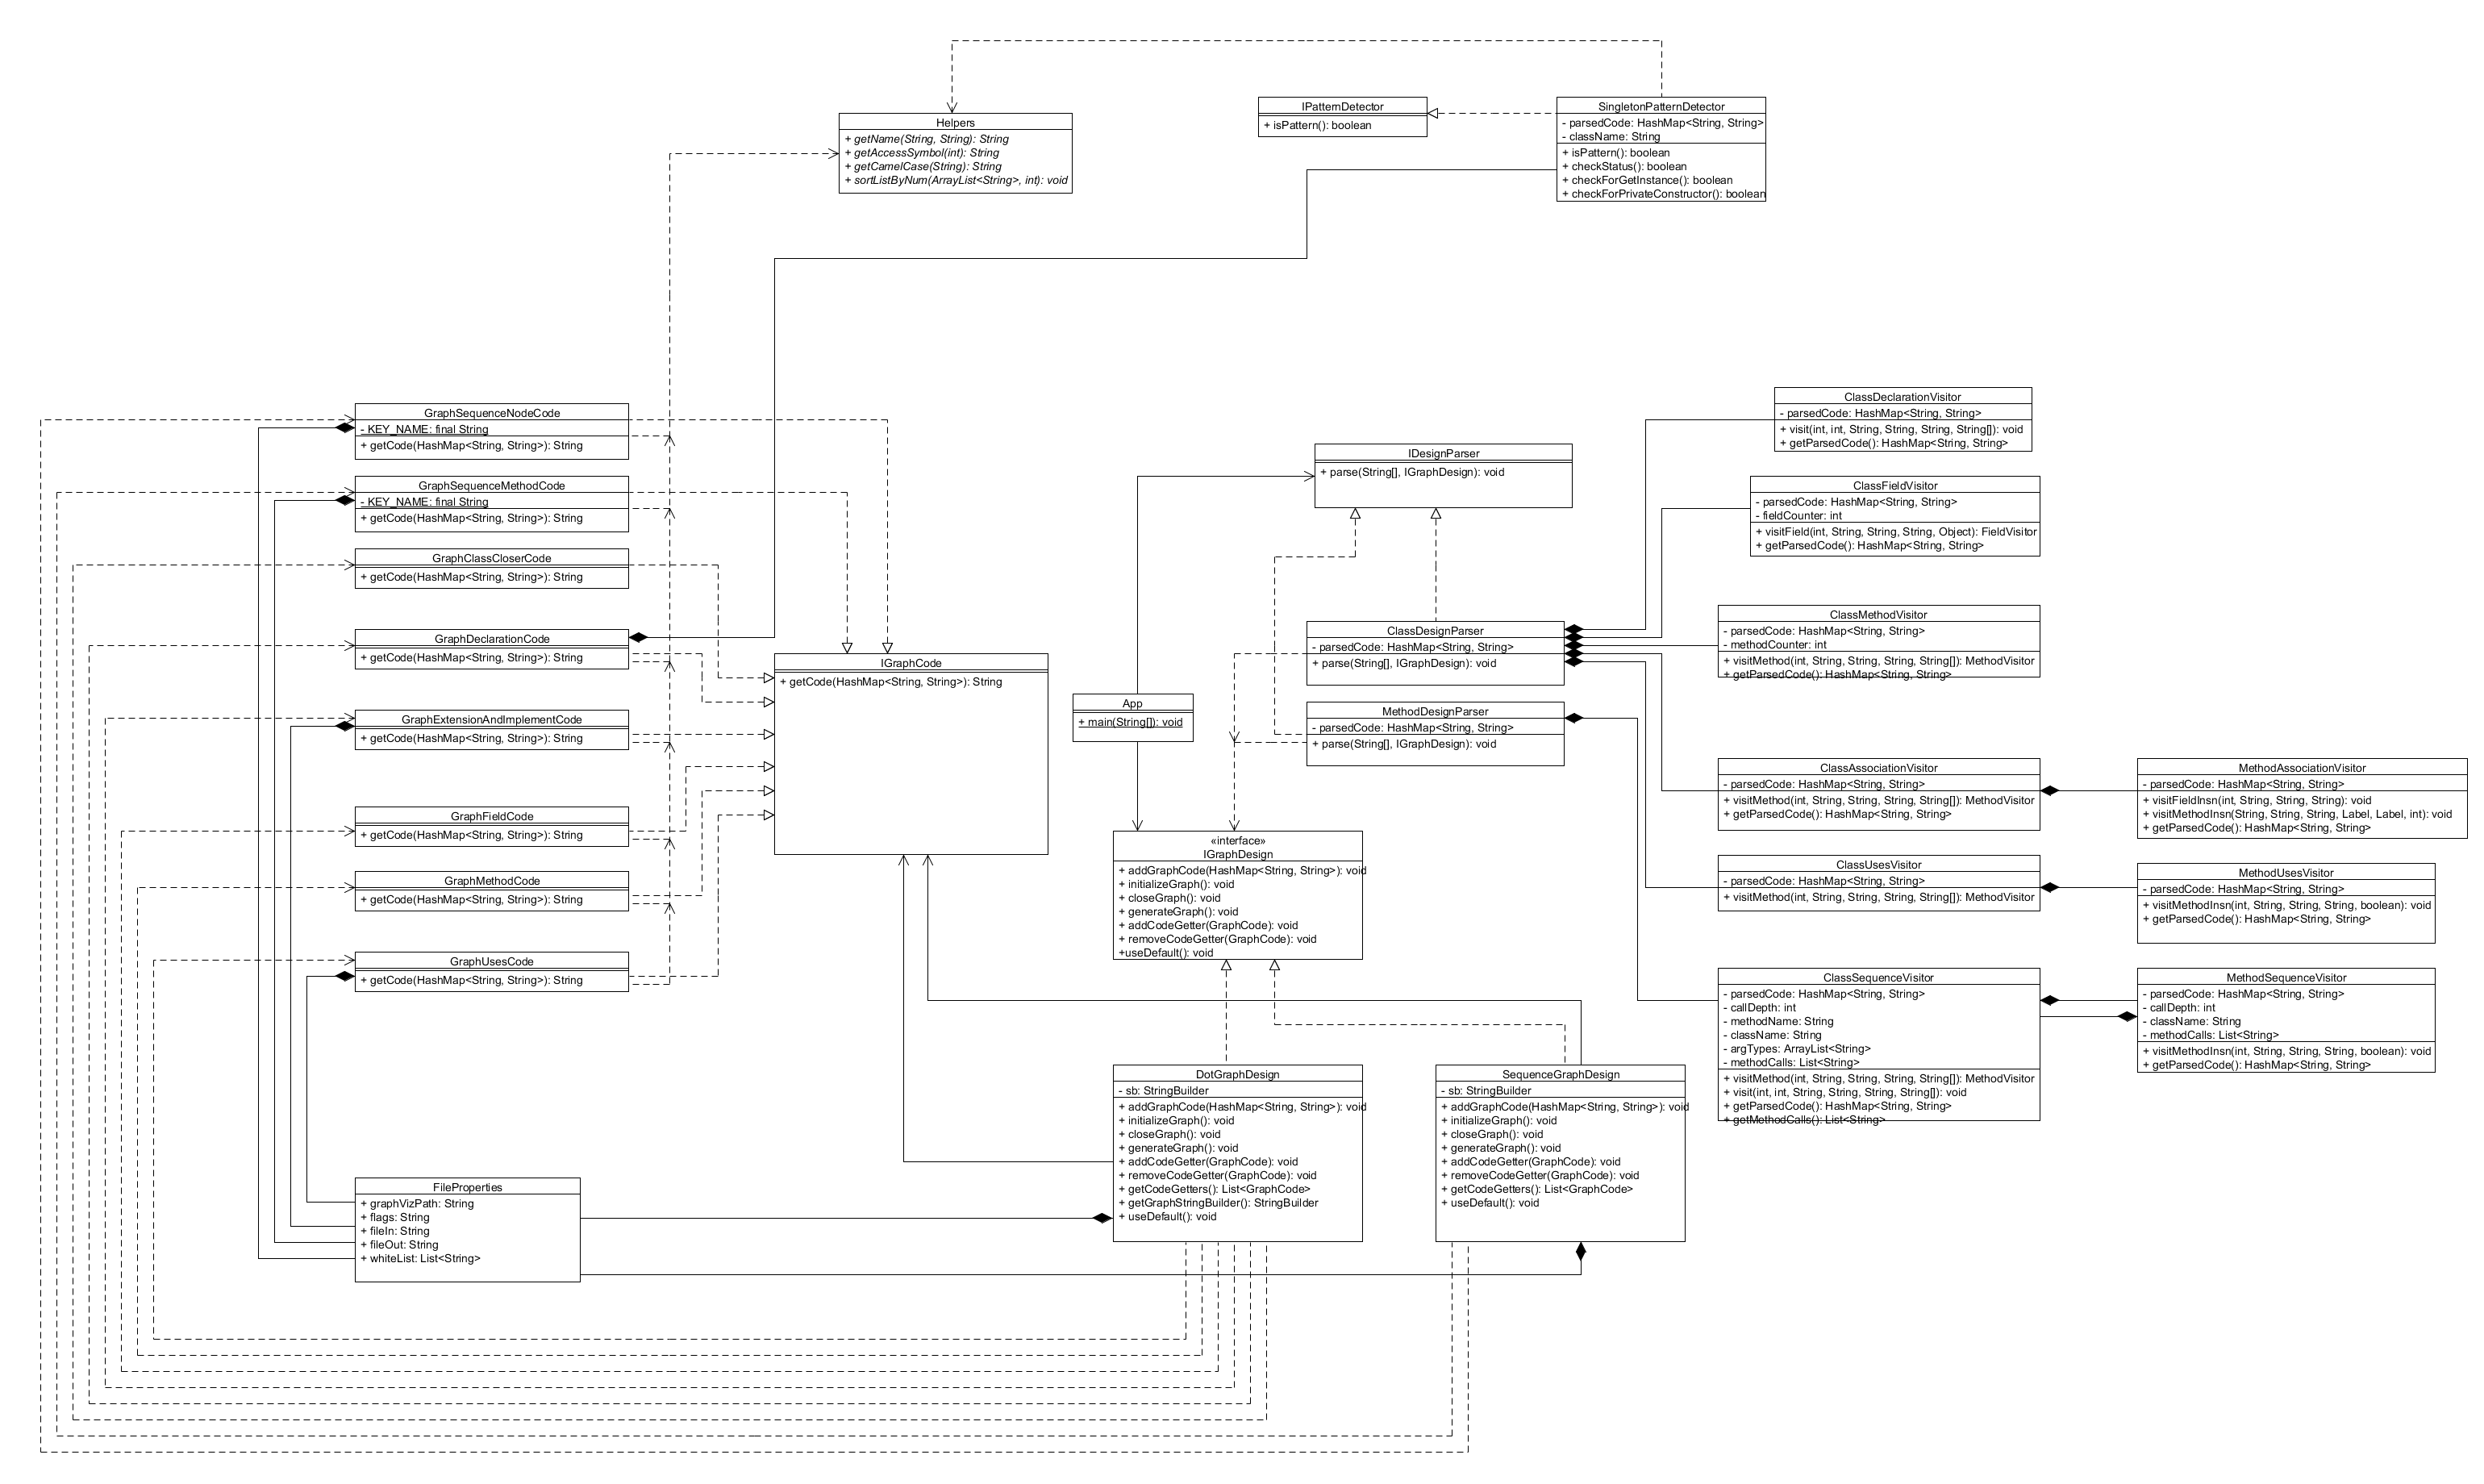 Helpers
+ getName(String, String): String
+ getAccessSymbol(int): String
+ getCamelCase(String): String
+ sortListByNum(ArrayList<String>, int): void
IPatternDetector
+ isPattern(): boolean
SingletonPatternDetector
- parsedCode: HashMap<String, String>
- className: String
+ isPattern(): boolean
+ checkStatus(): boolean
+ checkForGetInstance(): boolean
+ checkForPrivateConstructor(): boolean
GraphSequenceNodeCode
- KEY_NAME: final String
+ getCode(HashMap<String, String>): String
GraphSequenceMethodCode
- KEY_NAME: final String
+ getCode(HashMap<String, String>): String
GraphClassCloserCode
+ getCode(HashMap<String, String>): String
GraphDeclarationCode
+ getCode(HashMap<String, String>): String
GraphExtensionAndImplementCode
+ getCode(HashMap<String, String>): String
GraphFieldCode
+ getCode(HashMap<String, String>): String
GraphMethodCode
+ getCode(HashMap<String, String>): String
GraphUsesCode
+ getCode(HashMap<String, String>): String
FileProperties
+ graphVizPath: String
+ flags: String
+ fileIn: String
+ fileOut: String
+ whiteList: List<String>
IGraphCode
+ getCode(HashMap<String, String>): String
App
+ main(String[]): void
IDesignParser
+ parse(String[], IGraphDesign): void
ClassDesignParser
- parsedCode: HashMap<String, String>
+ parse(String[], IGraphDesign): void
MethodDesignParser
- parsedCode: HashMap<String, String>
+ parse(String[], IGraphDesign): void
«interface»
IGraphDesign
+ addGraphCode(HashMap<String, String>): void
+ initializeGraph(): void
+ closeGraph(): void
+ generateGraph(): void
+ addCodeGetter(GraphCode): void
+ removeCodeGetter(GraphCode): void
+useDefault(): void
DotGraphDesign
- sb: StringBuilder
+ addGraphCode(HashMap<String, String>): void
+ initializeGraph(): void
+ closeGraph(): void
+ generateGraph(): void
+ addCodeGetter(GraphCode): void
+ removeCodeGetter(GraphCode): void
+ getCodeGetters(): List<GraphCode>
+ getGraphStringBuilder(): StringBuilder
+ useDefault(): void
SequenceGraphDesign
- sb: StringBuilder
+ addGraphCode(HashMap<String, String>): void
+ initializeGraph(): void
+ closeGraph(): void
+ generateGraph(): void
+ addCodeGetter(GraphCode): void
+ removeCodeGetter(GraphCode): void
+ getCodeGetters(): List<GraphCode>
+ useDefault(): void
ClassDeclarationVisitor
- parsedCode: HashMap<String, String>
+ visit(int, int, String, String, String, String[]): void
+ getParsedCode(): HashMap<String, String>
ClassFieldVisitor
- parsedCode: HashMap<String, String>
- fieldCounter: int
+ visitField(int, String, String, String, Object): FieldVisitor
+ getParsedCode(): HashMap<String, String>
ClassMethodVisitor
- parsedCode: HashMap<String, String>
- methodCounter: int
+ visitMethod(int, String, String, String, String[]): MethodVisitor
+ getParsedCode(): HashMap<String, String>
ClassAssociationVisitor
- parsedCode: HashMap<String, String>
+ visitMethod(int, String, String, String, String[]): MethodVisitor
+ getParsedCode(): HashMap<String, String>
MethodAssociationVisitor
- parsedCode: HashMap<String, String>
+ visitFieldInsn(int, String, String, String): void
+ visitMethodInsn(String, String, String, Label, Label, int): void
+ getParsedCode(): HashMap<String, String>
ClassUsesVisitor
- parsedCode: HashMap<String, String>
+ visitMethod(int, String, String, String, String[]): MethodVisitor
MethodUsesVisitor
- parsedCode: HashMap<String, String>
+ visitMethodInsn(int, String, String, String, boolean): void
+ getParsedCode(): HashMap<String, String>
ClassSequenceVisitor
- parsedCode: HashMap<String, String>
- callDepth: int
- methodName: String
- className: String
- argTypes: ArrayList<String>
- methodCalls: List<String>
+ visitMethod(int, String, String, String, String[]): MethodVisitor
+ visit(int, int, String, String, String, String[]): void
+ getParsedCode(): HashMap<String, String>
+ getMethodCalls(): List<String>
MethodSequenceVisitor
- parsedCode: HashMap<String, String>
- callDepth: int
- className: String
- methodCalls: List<String>
+ visitMethodInsn(int, String, String, String, boolean): void
+ getParsedCode(): HashMap<String, String>